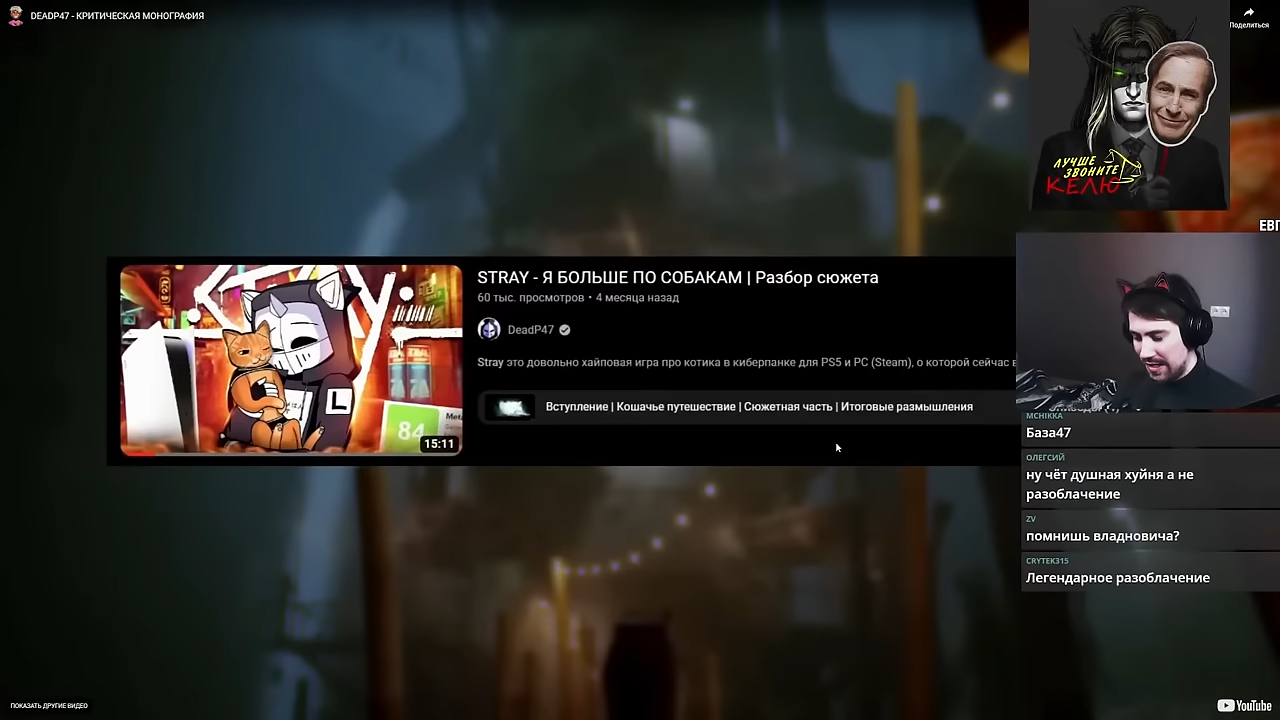 DEADP47 - КРИТИЧЕСКАЯ МОНОГРАФИЯ
Поделиться
ЛУЧШЕ
ЗВОНИТЕ
КЕЛЮ
STRAY - Я БОЛЬШЕ ПО СОБАКАМ | Разбор сюжета
60 тыс. просмотров • 4 месяца назад
DeadP47
Stray это довольно хайповая игра про котика в киберпанке для PS5 и PC (Steam), о которой сейчас в
Вступление | Кошачье путешествие | Сюжетная часть | Итоговые размышления
L
84
Met
15:11
MCHIKKA
База47
ОЛЕГСИЙ
ну чёт душная хуйня а не
разоблачение
ZV
помнишь владновича?
CRYTEK315
Легендарное разоблачение
ПОКАЗАТЬ ДРУГИЕ ВИДЕО
YouTube